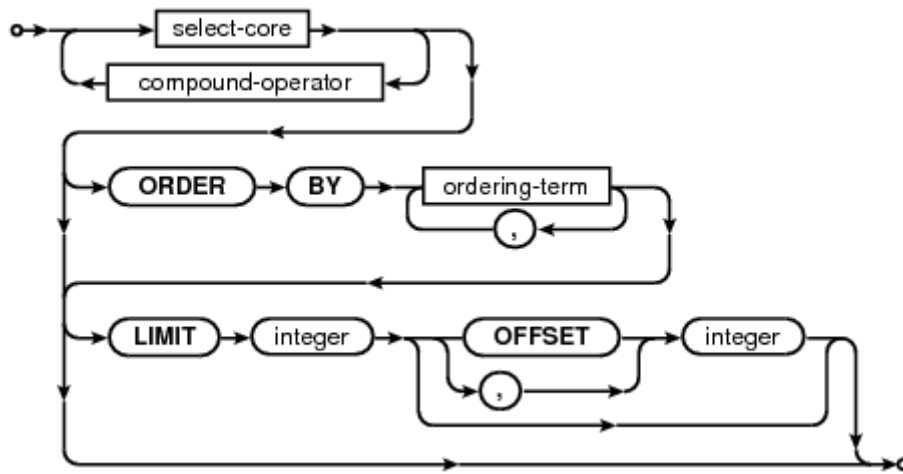 select-core
compound-operator
ORDER BY ordering-term
,
LIMIT integer OFFSET integer
,